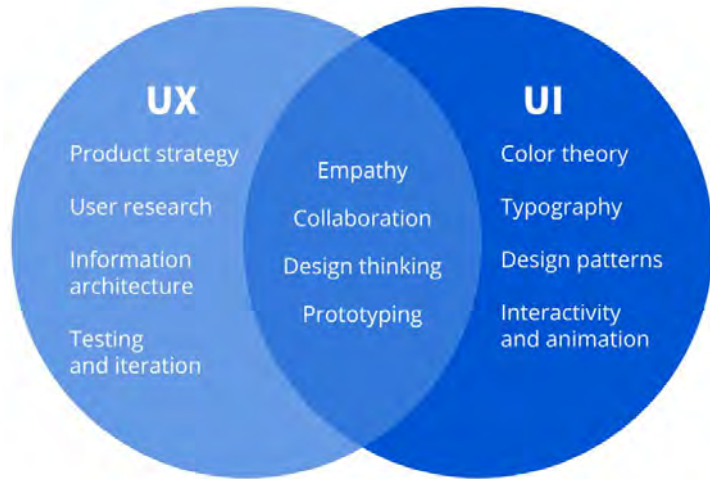 UX
Product strategy
User research
Information
architecture
Testing
and iteration
Empathy
Collaboration
Design thinking
Prototyping
UI
Color theory
Typography
Design patterns
Interactivity
and animation